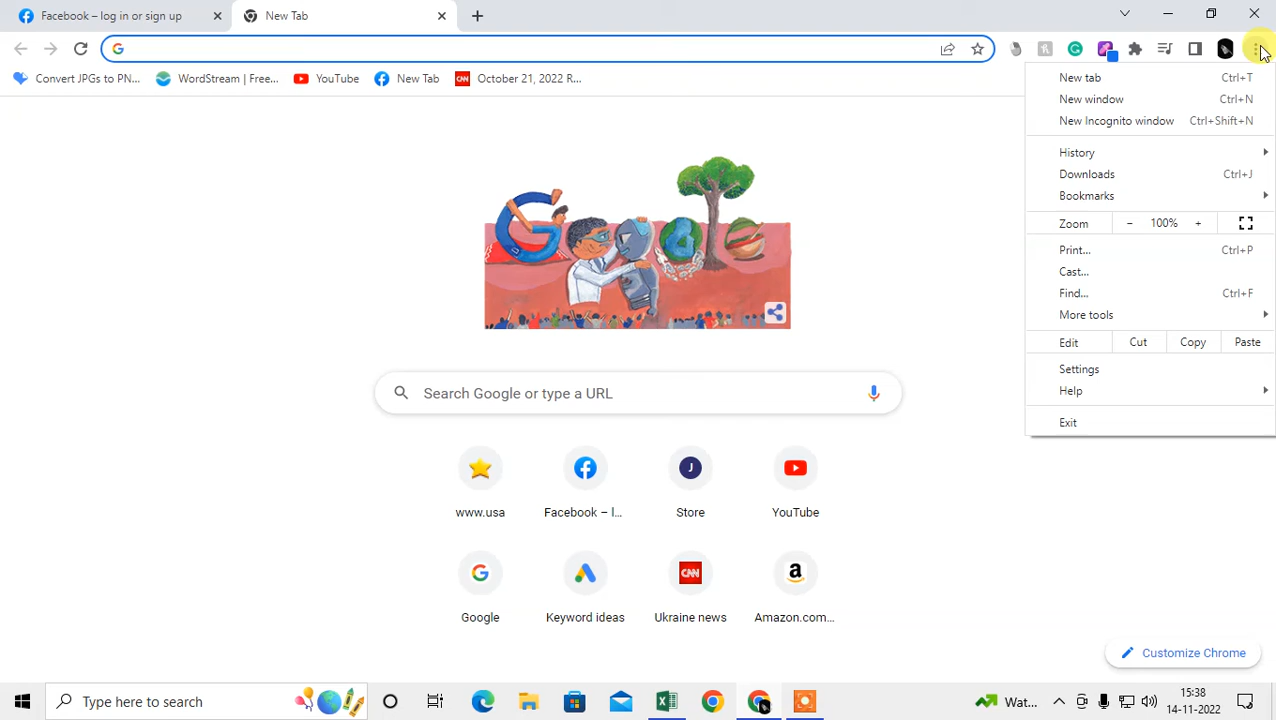 Facebook – log in or sign up
New Tab
Convert JPGs to PN...
WordStream | Free...
YouTube
New Tab
CNN October 21, 2022 R...
New tab Ctrl+T
New window Ctrl+N
New Incognito window Ctrl+Shift+N
History
Downloads Ctrl+J
Bookmarks
Zoom - 100% +
Print... Ctrl+P
Cast...
Find... Ctrl+F
More tools
Edit Cut Copy Paste
Settings
Help
Exit
Search Google or type a URL
J
www.usa Facebook – l... Store YouTube
CNN a
Google Keyword ideas Ukraine news Amazon.com...
Customize Chrome
Type here to search
Wat...
15:38
14-11-2022